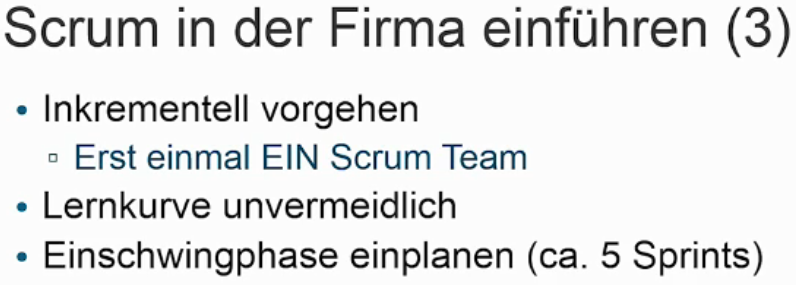 Scrum in der Firma einführen (3)
• Inkrementell vorgehen
▫ Erst einmal EIN Scrum Team
• Lernkurve unvermeidlich
• Einschwingphase einplanen (ca. 5 Sprints)